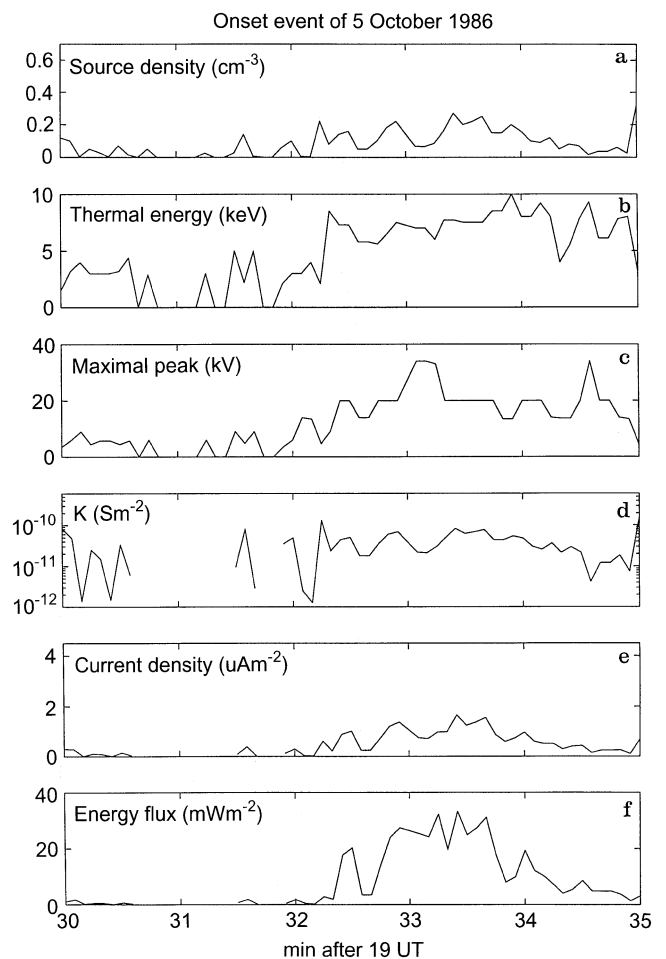 Onset event of 5 October 1986
Source density (cm-3) a
0.6
0.4
0.2
0
Thermal energy (keV) b
10
5
0
Maximal peak (kV) c
40
20
0
K (Sm-2) d
10-10
10-11
10-12
Current density (uAm-2) e
4
2
0
Energy flux (mWm-2) f
40
20
0
30 31 32 33 34 35
min after 19 UT